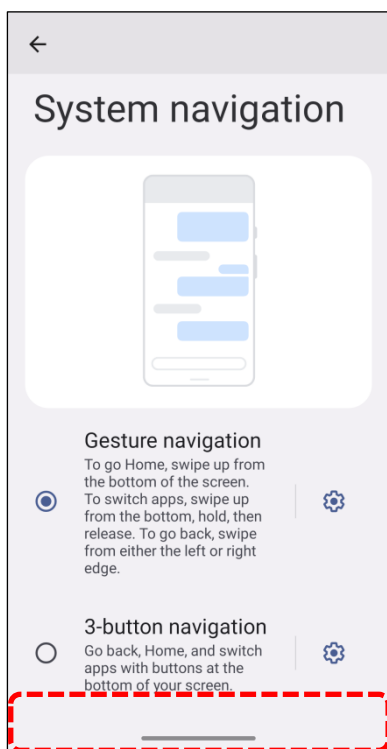 System navigation
Gesture navigation
To go Home, swipe up from
the bottom of the screen.
To switch apps, swipe up
from the bottom, hold, then
release. To go back, swipe
from either the left or right
edge.
3-button navigation
Go back, Home, and switch
apps with buttons at the
bottom of your screen.